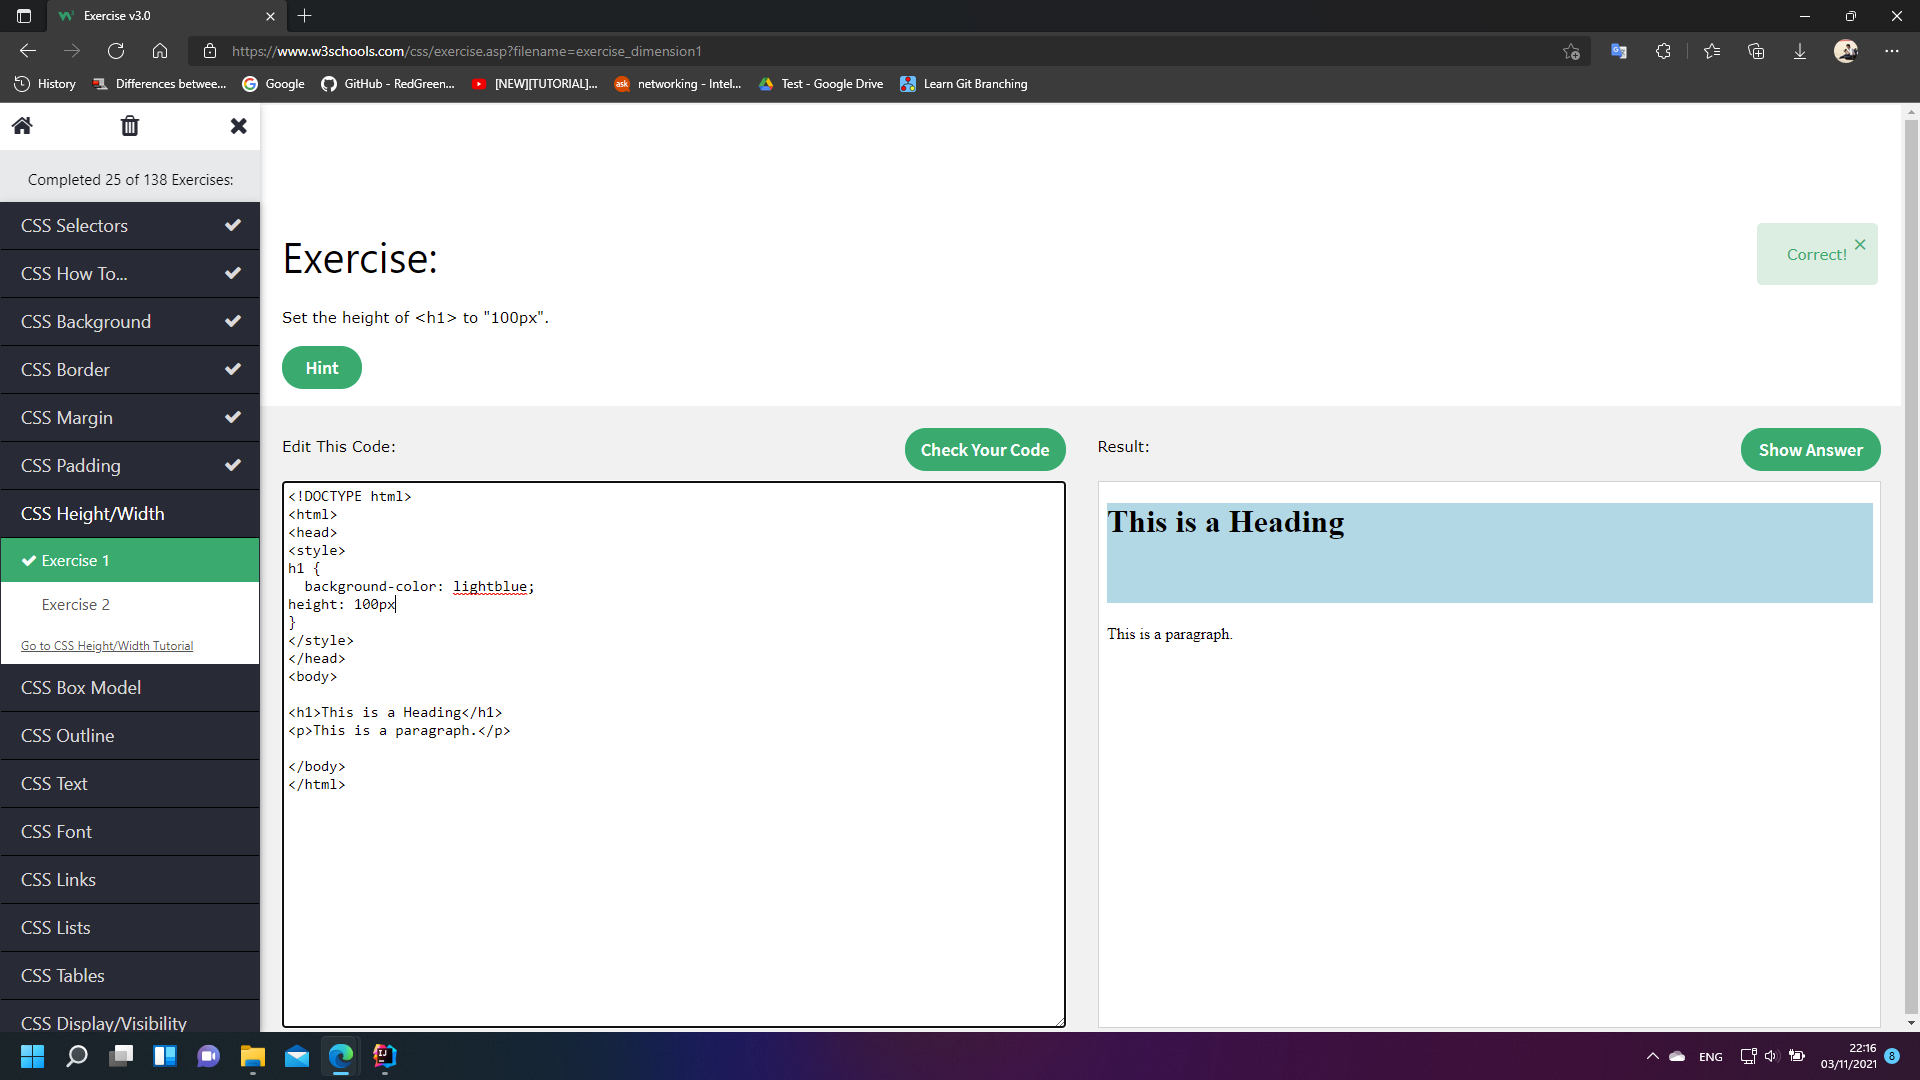 Exercise v3.0
https://www.w3schools.com/css/exercise.asp?filename=exercise_dimension1
History
Differences betwee...
Google
GitHub - RedGreen...
[NEW][TUTORIAL]...
ask
networking - Intel...
Test - Google Drive
Learn Git Branching
Completed 25 of 138 Exercises:
CSS Selectors
CSS How To...
CSS Background
CSS Border
CSS Margin
CSS Padding
CSS Height/Width
Exercise 1
Exercise 2
Go to CSS Height/Width Tutorial
CSS Box Model
CSS Outline
CSS Text
CSS Font
CSS Links
CSS Lists
CSS Tables
CSS Display/Visibility
Exercise:
Correct!
Set the height of <h1> to "100px".
Hint
Edit This Code:
Check Your Code
Result:
Show Answer
<!DOCTYPE html>
<html>
<head>
<style>
h1 {
background-color: lightblue;
height: 100px
}
</style>
</head>
<body>
<h1>This is a Heading</h1>
<p>This is a paragraph.</p>
</body>
</html>
This is a Heading
This is a paragraph.
IJ
ENG
22:16
03/11/2021
8